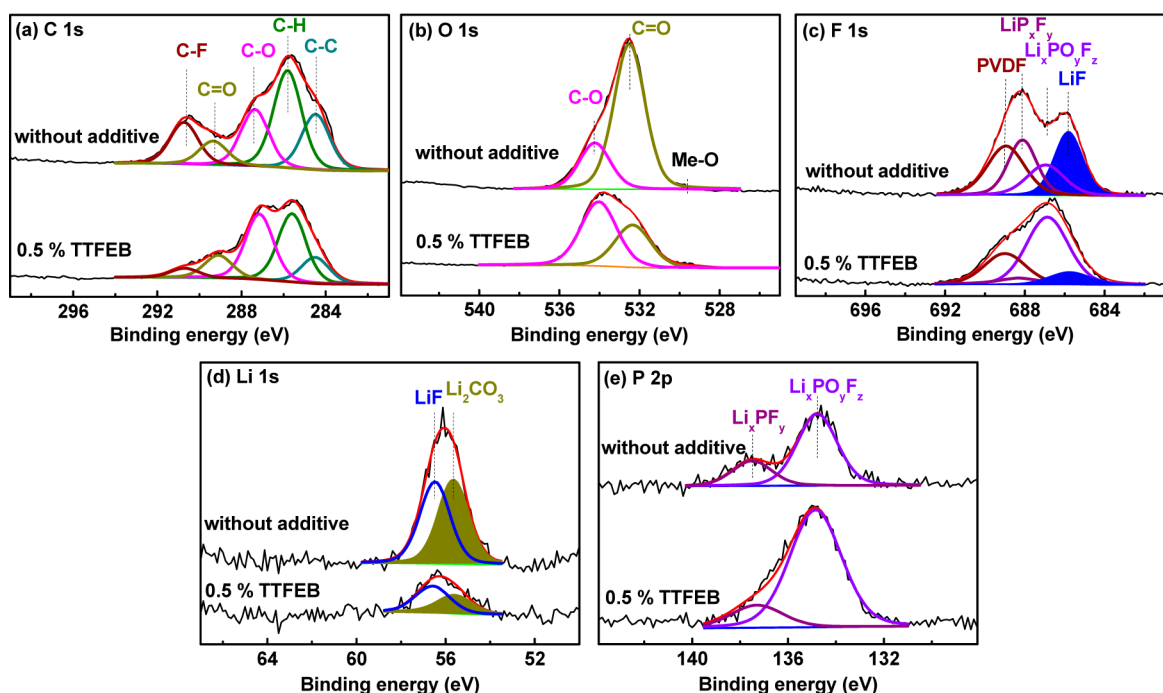 (a) C 1s
C-H
C-F
C-O
C-C
C=O
without additive
0.5 % TTFEB
296 292 288 284
Binding energy (eV)
(b) O 1s
C=O
C-O
Me-O
without additive
0.5 % TTFEB
540 536 532 528
Binding energy (eV)
(c) F 1s
LiPxFy
LixPOyFz
PVDF
LiF
without additive
0.5 % TTFEB
696 692 688 684
Binding energy (eV)
(d) Li 1s
LiF
Li2CO3
without additive
0.5 % TTFEB
64 60 56 52
Binding energy (eV)
(e) P 2p
LixPOyFz
LixPFy
without additive
0.5 % TTFEB
140 136 132
Binding energy (eV)